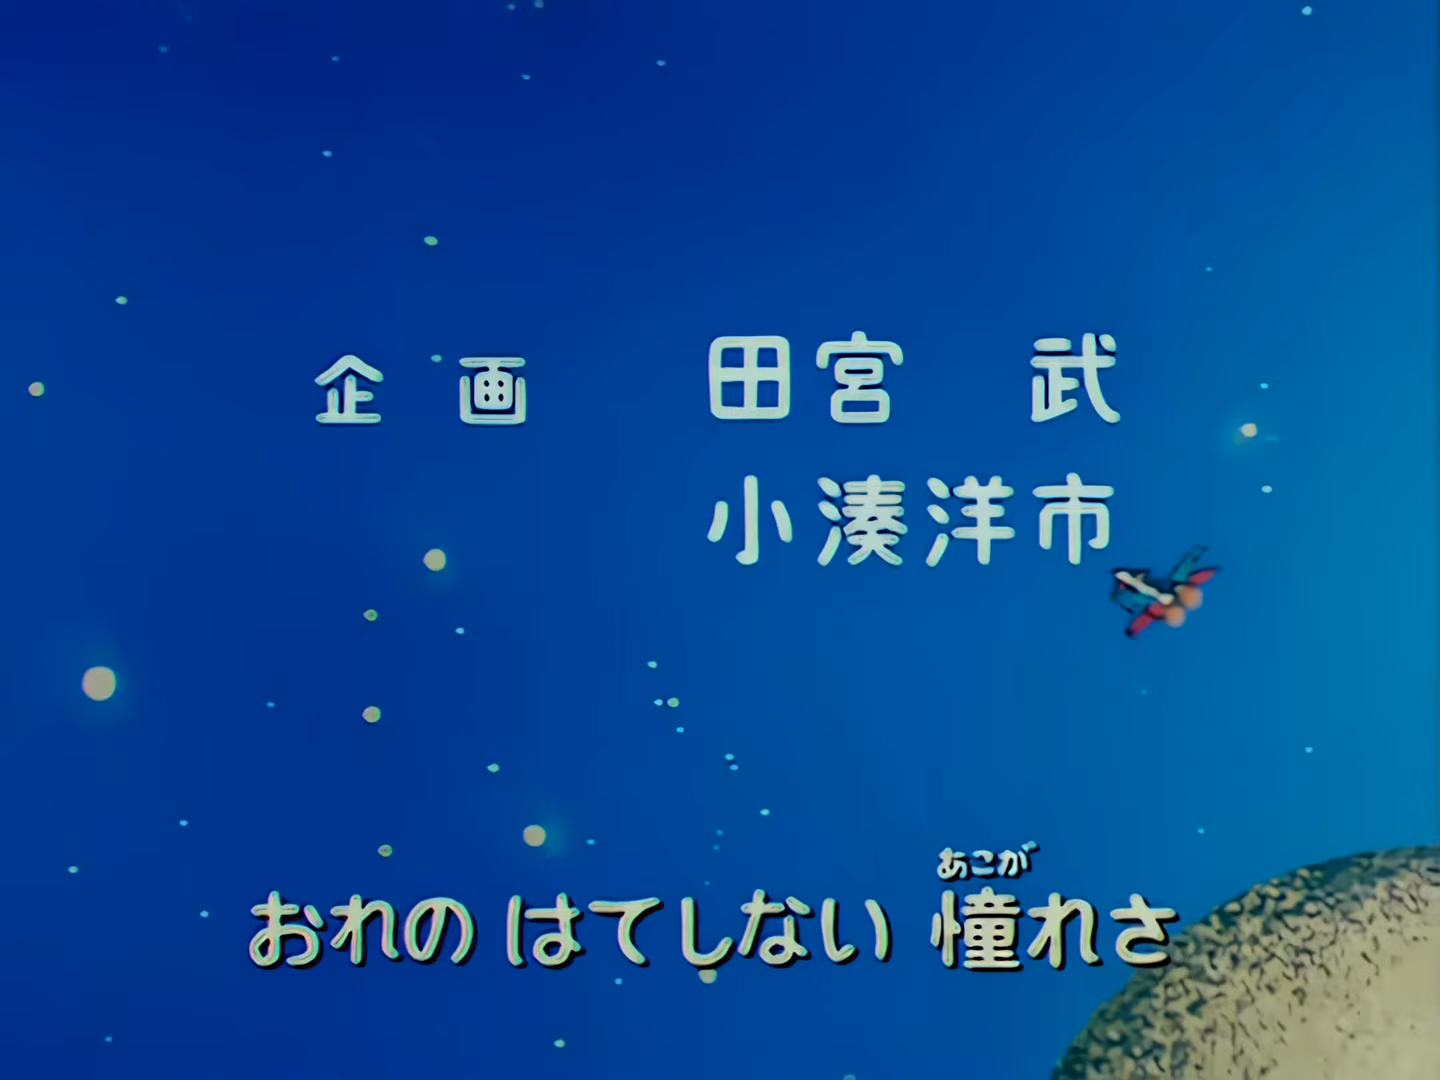 企画 田宮 武
小湊洋市
あこが
おれの はてしない 憧れさ